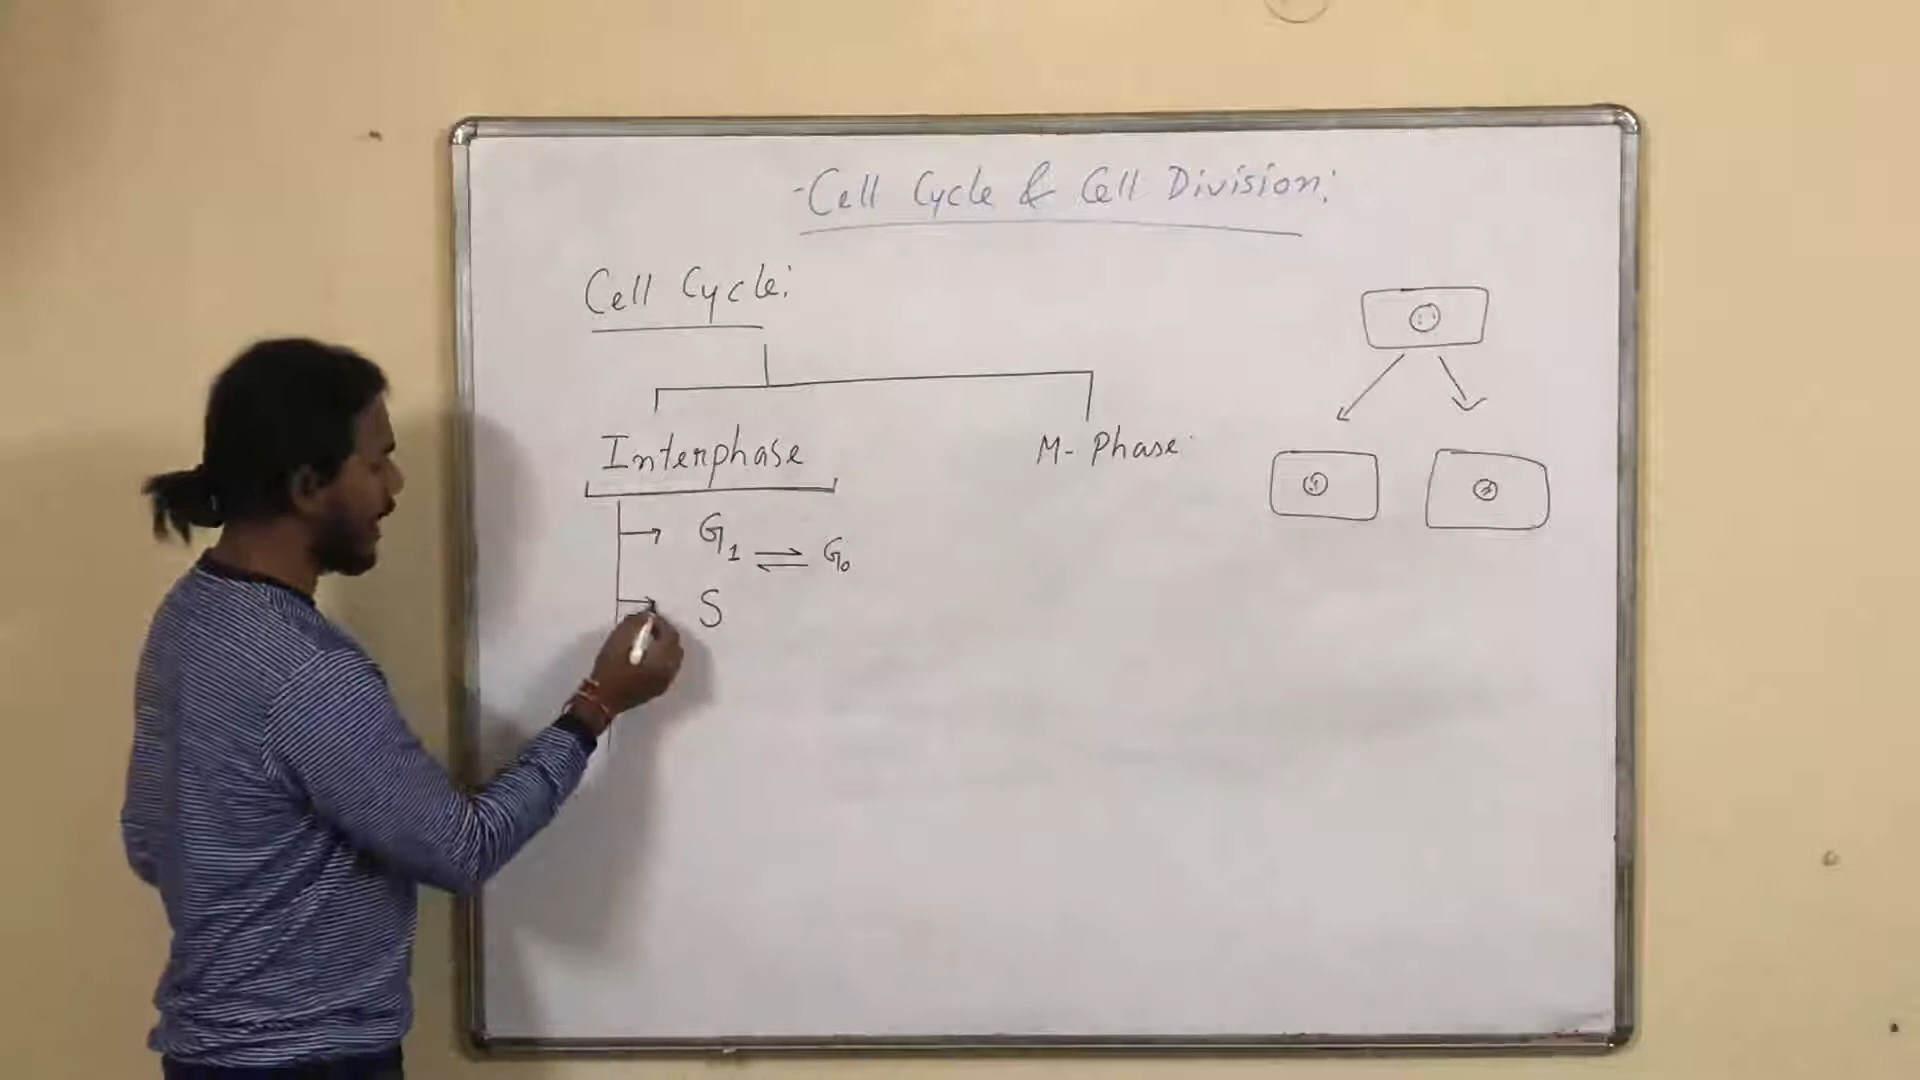 -Cell Cycle & Cell Division:
Cell Cycle:
Interphase
M- Phase
→ G₁ ⇌ G₀
→ S